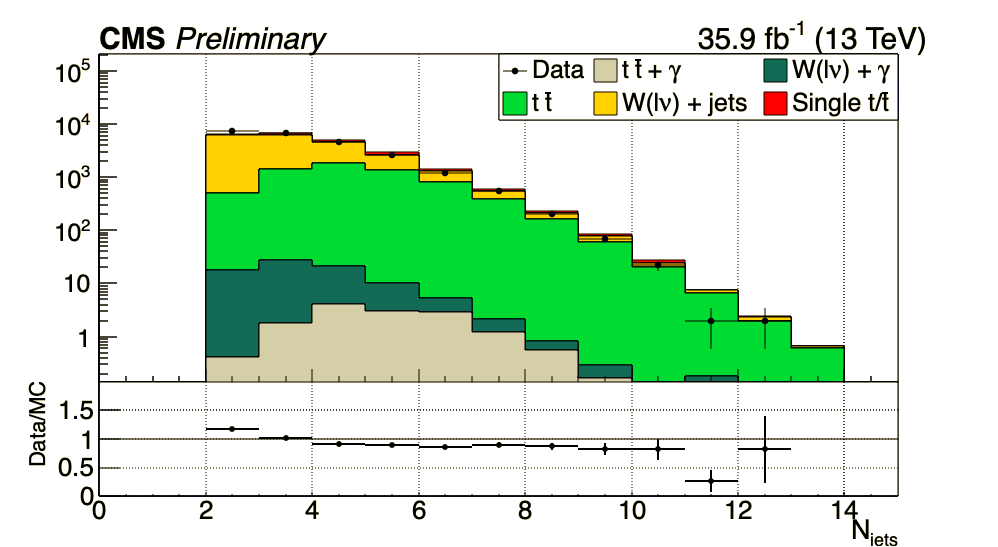 CMS Preliminary 35.9 fb⁻¹ (13 TeV)
Data t t̄ + γ W(lν) + γ
t t̄ W(lν) + jets Single t/t̄
10⁵
10⁴
10³
10²
10
1
Data/MC
1.5
1
0.5
0
0 2 4 6 8 10 12 14
N_jets